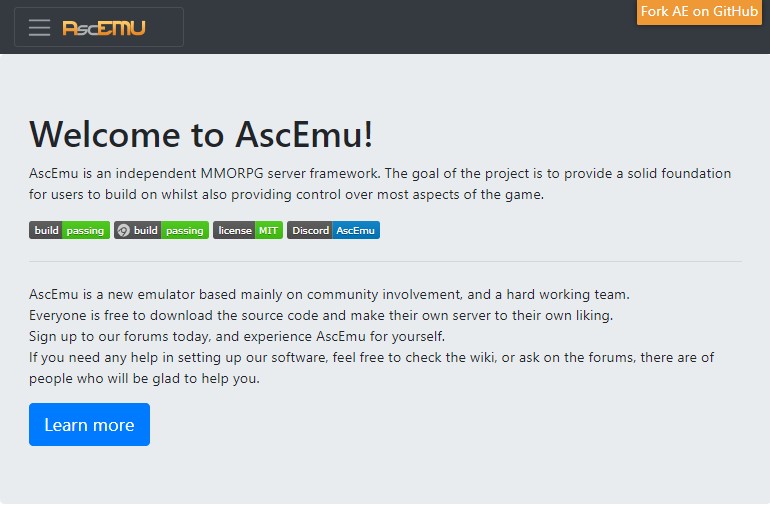 AscEMU
Fork AE on GitHub
Welcome to AscEmu!
AscEmu is an independent MMORPG server framework. The goal of the project is to provide a solid foundation
for users to build on whilst also providing control over most aspects of the game.
build passing build passing license MIT Discord AscEmu
AscEmu is a new emulator based mainly on community involvement, and a hard working team.
Everyone is free to download the source code and make their own server to their own liking.
Sign up to our forums today, and experience AscEmu for yourself.
If you need any help in setting up our software, feel free to check the wiki, or ask on the forums, there are of
people who will be glad to help you.
Learn more